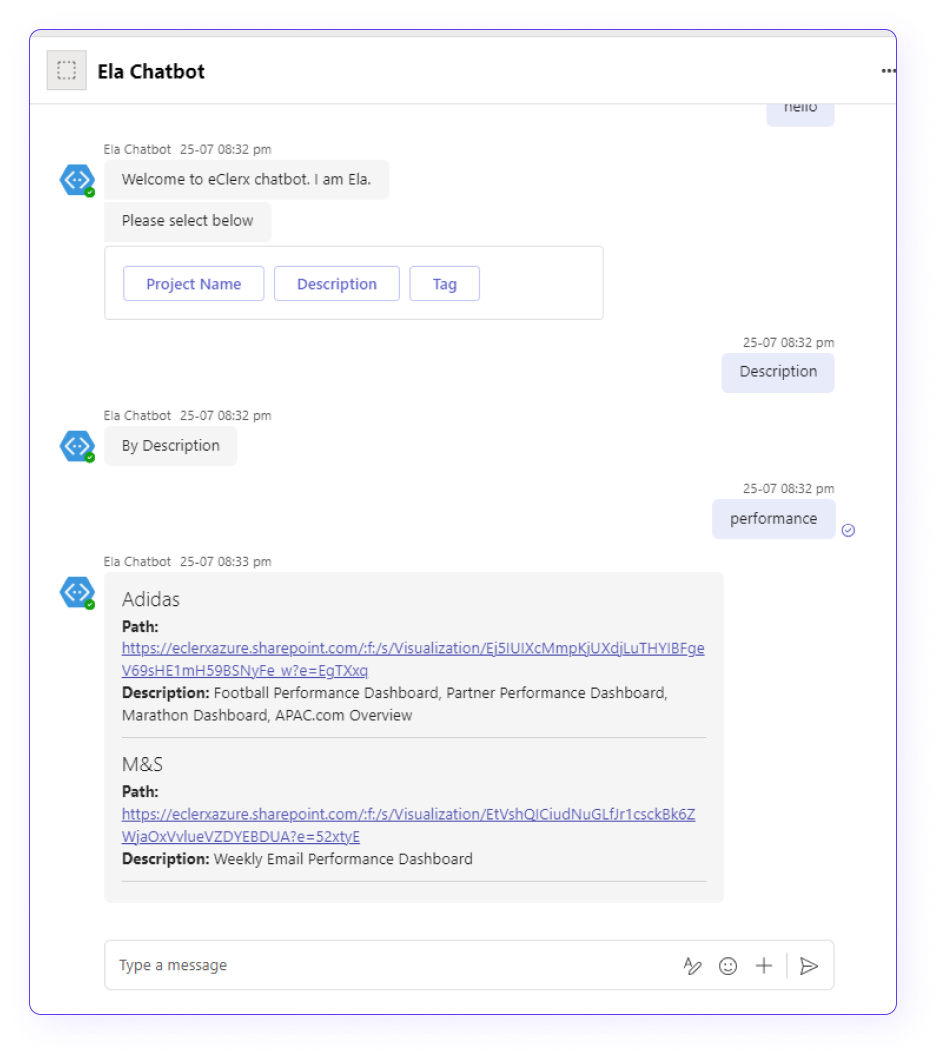 Ela Chatbot
hello
Ela Chatbot 25-07 08:32 pm
Welcome to eClerx chatbot. I am Ela.
Please select below
Project Name Description Tag
25-07 08:32 pm
Description
Ela Chatbot 25-07 08:32 pm
By Description
25-07 08:32 pm
performance
Ela Chatbot 25-07 08:33 pm
Adidas
Path:
https://eclerxazure.sharepoint.com/:f:/s/Visualization/Ej5IUIXcMmpKjUXdjLuTHYIBFge
V69sHE1mH59BSNyFe_w?e=EgTXxq
Description: Football Performance Dashboard, Partner Performance Dashboard,
Marathon Dashboard, APAC.com Overview
M&S
Path:
https://eclerxazure.sharepoint.com/:f:/s/Visualization/EtVshQICiudNuGLfJr1csckBk6Z
WjaOxVvlueVZDYEBDUA?e=52xtyE
Description: Weekly Email Performance Dashboard
Type a message